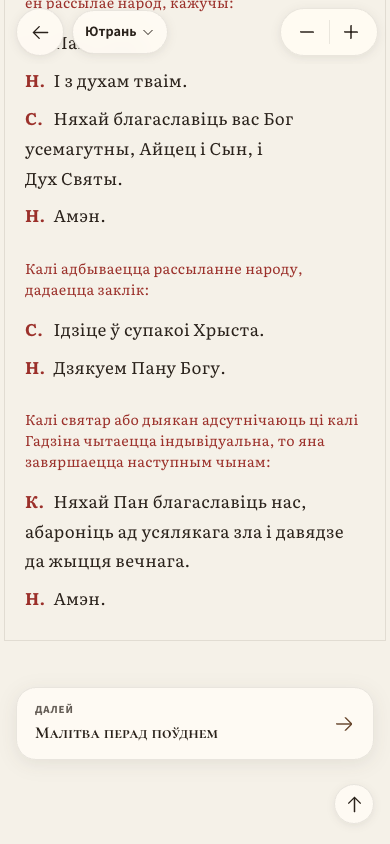 ен рассылае народ, кажучы:
Ютрань
Н. І з духам тваім.
С. Няхай благаславіць вас Бог
усемагутны, Айцец і Сын, і
Дух Святы.
Н. Амэн.
Калі адбываецца рассыланне народу,
дадаецца заклік:
С. Ідзіце ў супакоі Хрыста.
Н. Дзякуем Пану Богу.
Калі святар або дыякан адсутнічаюць ці калі
Гадзіна чытаецца індывідуальна, то яна
завяршаецца наступным чынам:
К. Няхай Пан благаславіць нас,
абароніць ад усялякага зла і давядзе
да жыцця вечнага.
Н. Амэн.
ДАЛЕЙ
Малітва перад поўднем